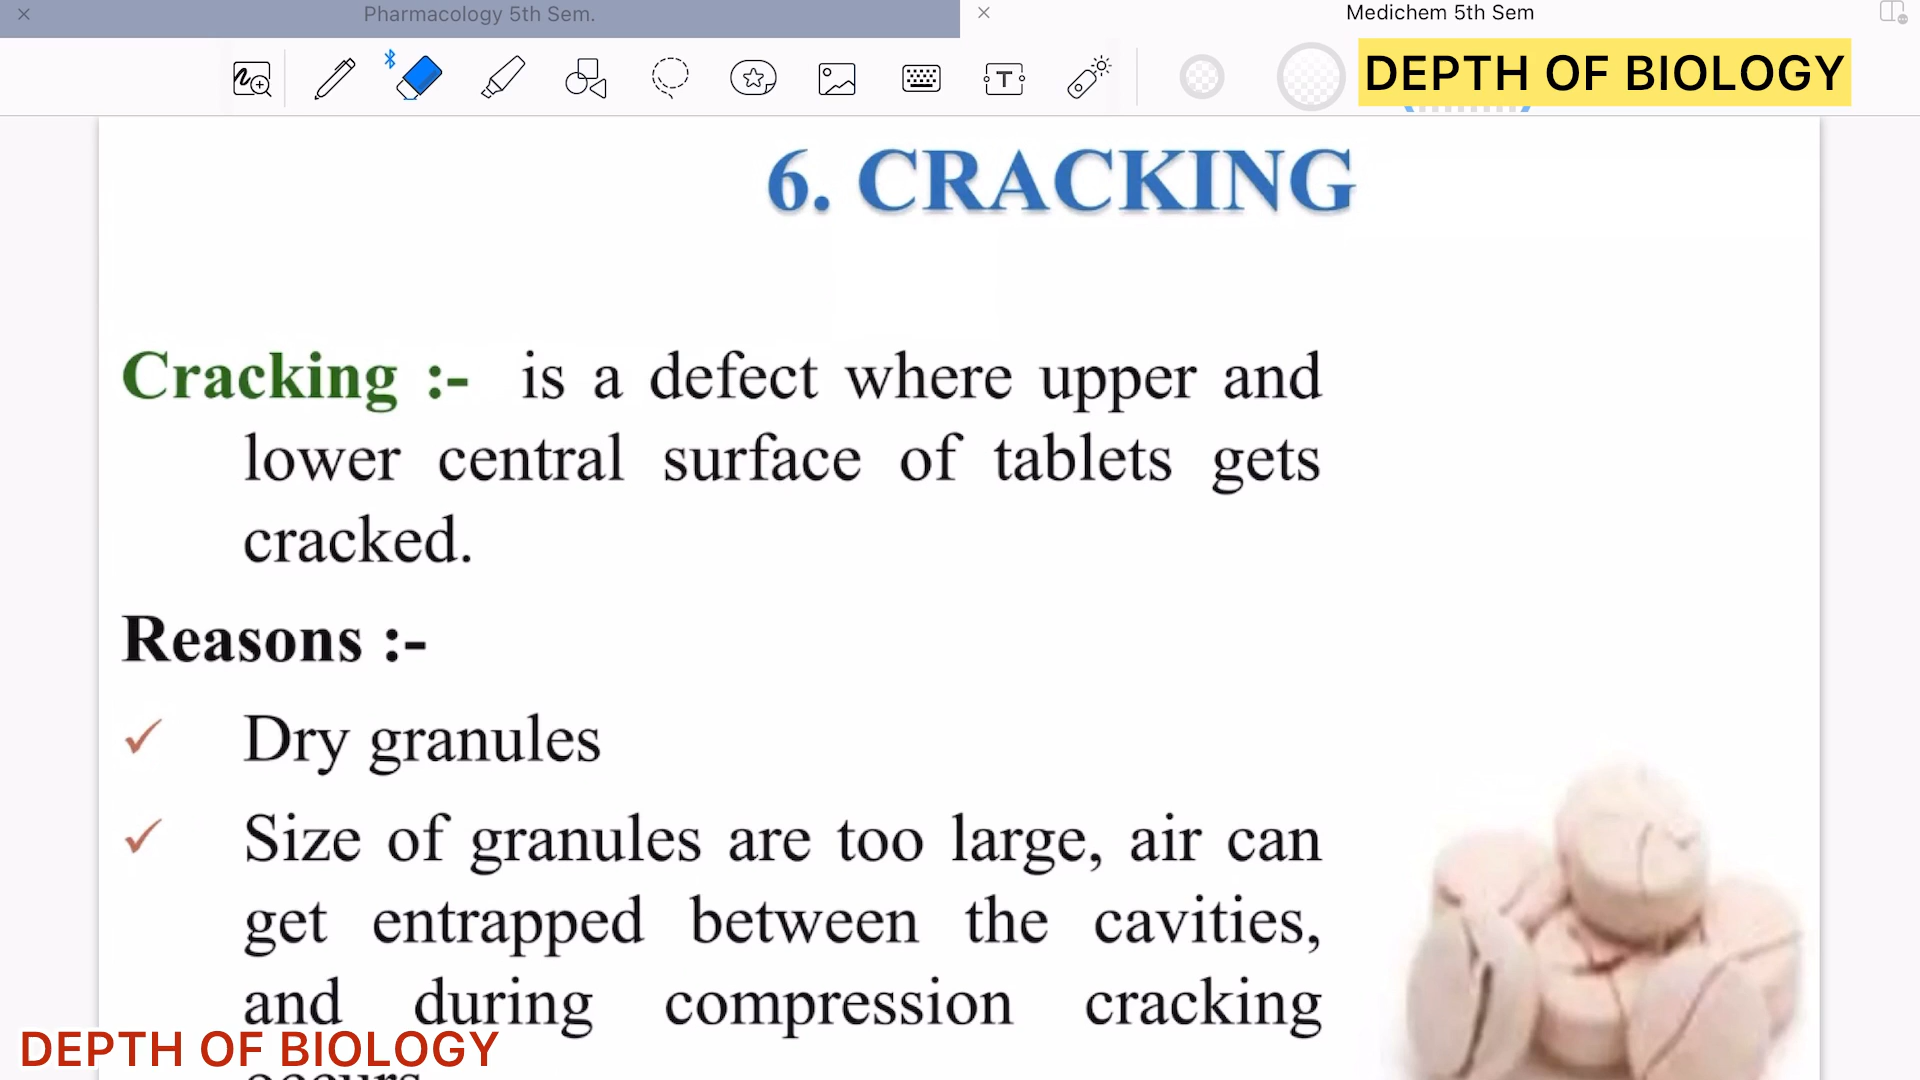 Pharmacology 5th Sem.
Medichem 5th Sem
T
DEPTH OF BIOLOGY
6. CRACKING
Cracking :- is a defect where upper and
lower central surface of tablets gets
cracked.
Reasons :-
✓ Dry granules
✓ Size of granules are too large, air can
get entrapped between the cavities,
and during compression cracking
occurs
DEPTH OF BIOLOGY